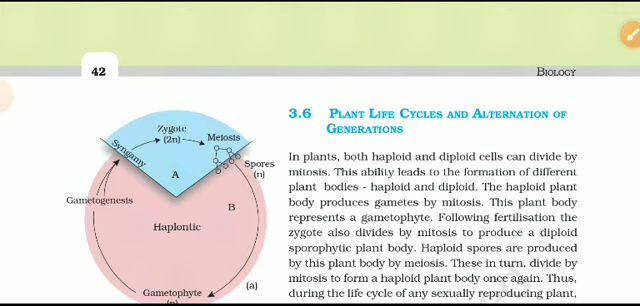 42
BIOLOGY
Zygote
(2n)
Meiosis
Syngamy
Spores
(n)
A
B
Gametogenesis
Haplontic
(a)
Gametophyte
(n)
3.6 PLANT LIFE CYCLES AND ALTERNATION OF
GENERATIONS
In plants, both haploid and diploid cells can divide by
mitosis. This ability leads to the formation of different
plant bodies - haploid and diploid. The haploid plant
body produces gametes by mitosis. This plant body
represents a gametophyte. Following fertilisation the
zygote also divides by mitosis to produce a diploid
sporophytic plant body. Haploid spores are produced
by this plant body by meiosis. These in turn, divide by
mitosis to form a haploid plant body once again. Thus,
during the life cycle of any sexually reproducing plant,